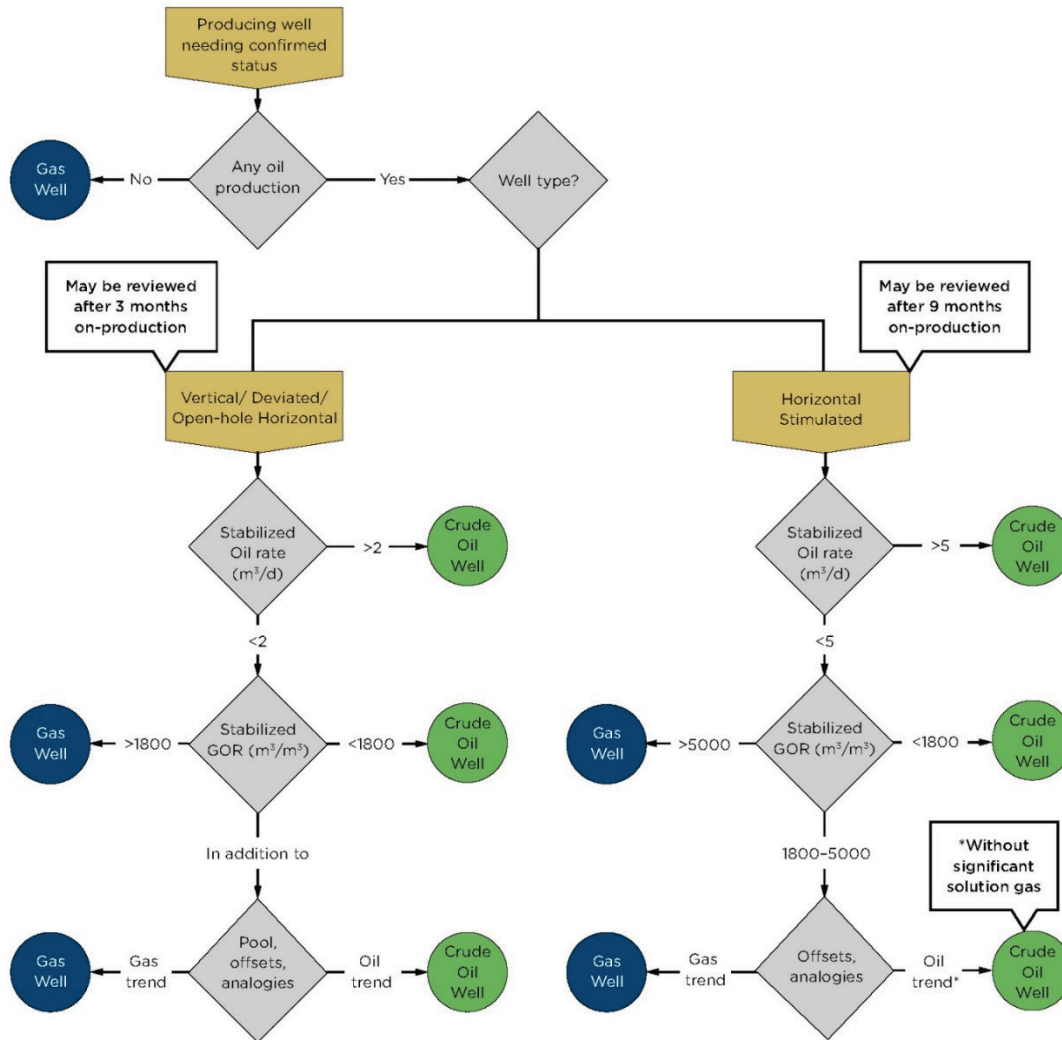 Producing well
needing confirmed
status
Gas
Well
No
Any oil
production
Yes
Well type?
May be reviewed
after 3 months
on-production
May be reviewed
after 9 months
on-production
Vertical/ Deviated/
Open-hole Horizontal
Horizontal
Stimulated
Stabilized
Oil rate
(m³/d)
>2
Crude
Oil
Well
Stabilized
Oil rate
(m³/d)
>5
Crude
Oil
Well
<2
<5
Gas
Well
>1800
Stabilized
GOR (m³/m³)
<1800
Crude
Oil
Well
Gas
Well
>5000
Stabilized
GOR (m³/m³)
<1800
Crude
Oil
Well
In addition to
1800–5000
*Without
significant
solution gas
Gas
Well
Gas
trend
Pool,
offsets,
analogies
Oil
trend
Crude
Oil
Well
Gas
Well
Gas
trend
Offsets,
analogies
Oil
trend*
Crude
Oil
Well